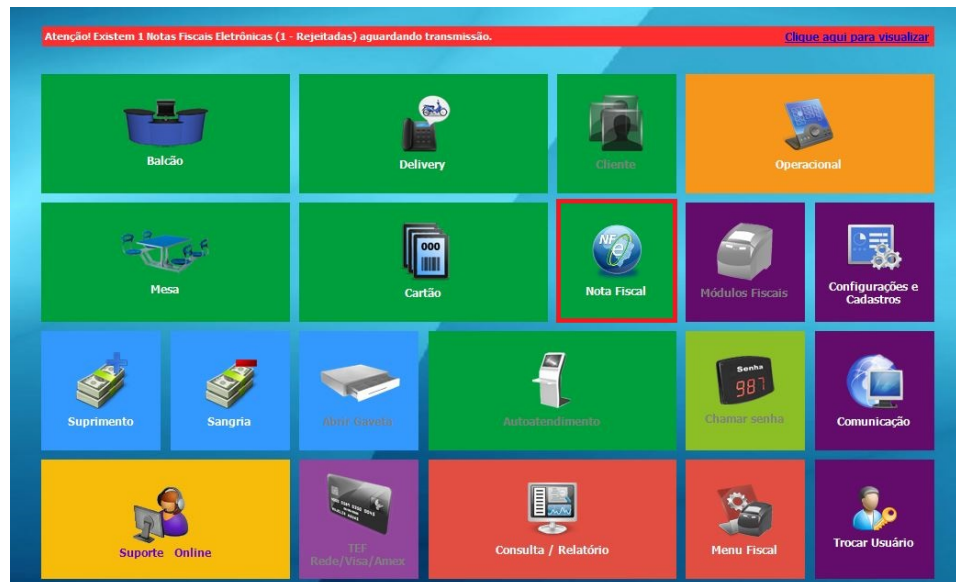 Atenção! Existem 1 Notas Fiscais Eletrônicas (1 - Rejeitadas) aguardando transmissão. Clique aqui para visualizar
Balcão
Delivery
Cliente
Operacional
Mesa
000
Cartão
NF
e
Nota Fiscal
Módulos Fiscais
Configurações e
Cadastros
Suprimento
Sangria
Abrir Gaveta
Autoatendimento
Senha
987
Chamar senha
Comunicação
Suporte Online
TEF
Rede/Visa/Amex
Consulta / Relatório
Menu Fiscal
Trocar Usuário